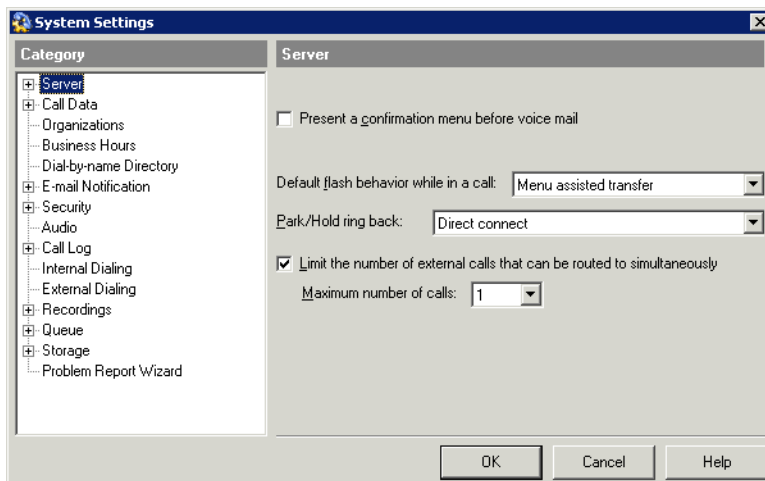 System Settings
Category
Server
Server
Call Data
Organizations
Business Hours
Dial-by-name Directory
E-mail Notification
Security
Audio
Call Log
Internal Dialing
External Dialing
Recordings
Queue
Storage
Problem Report Wizard
Present a confirmation menu before voice mail
Default flash behavior while in a call: Menu assisted transfer
Park/Hold ring back: Direct connect
Limit the number of external calls that can be routed to simultaneously
Maximum number of calls: 1
OK Cancel Help